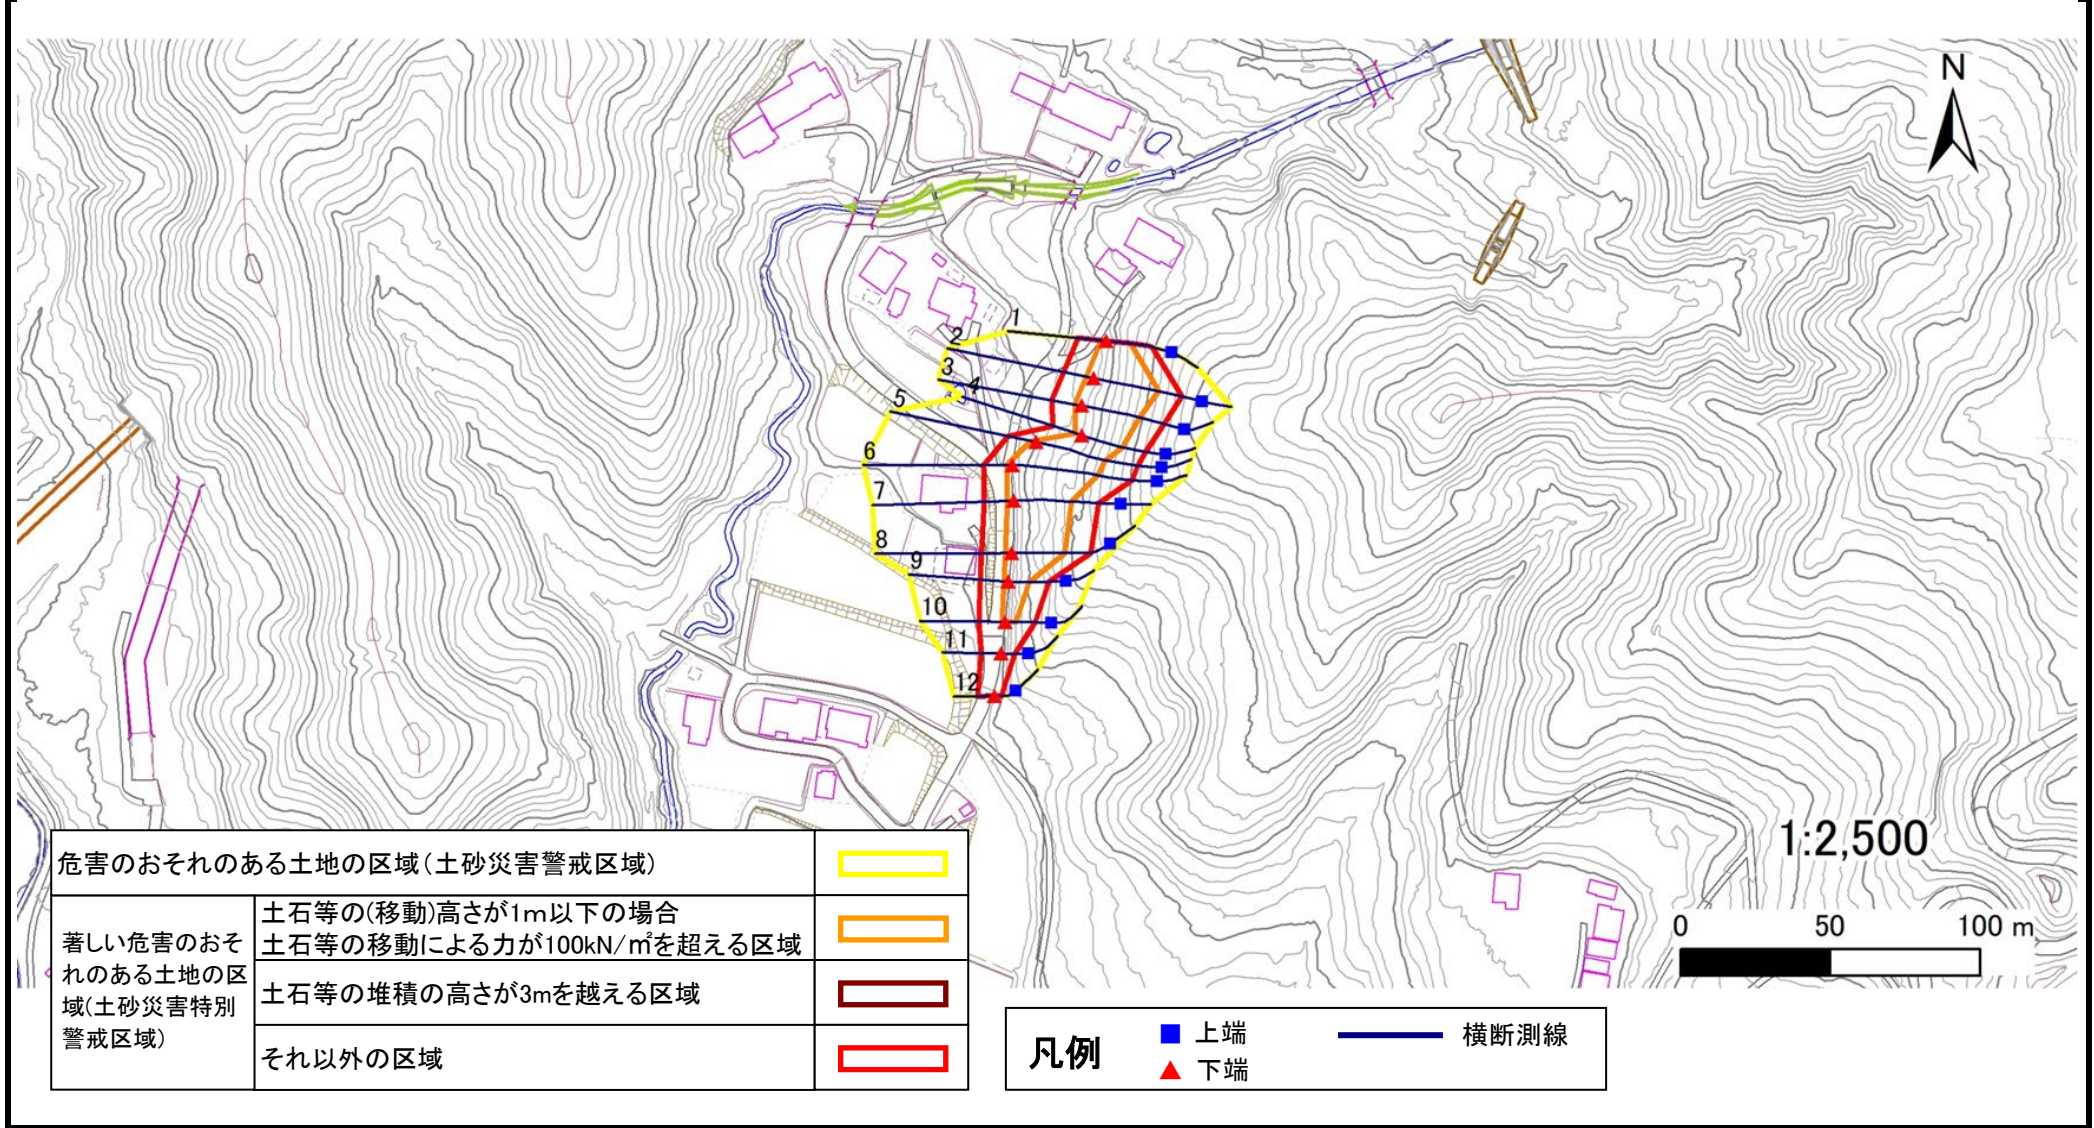 N
1
2
3
4
5
6
7
8
9
10
11
12
1:2,500
0 50 100 m
危害のおそれのある土地の区域(土砂災害警戒区域)
著しい危害のおそ
れのある土地の区
域(土砂災害特別
警戒区域)
土石等の(移動)高さが1m以下の場合
土石等の移動による力が100kN/㎡を超える区域
土石等の堆積の高さが3mを越える区域
それ以外の区域
凡例
上端
下端
横断測線